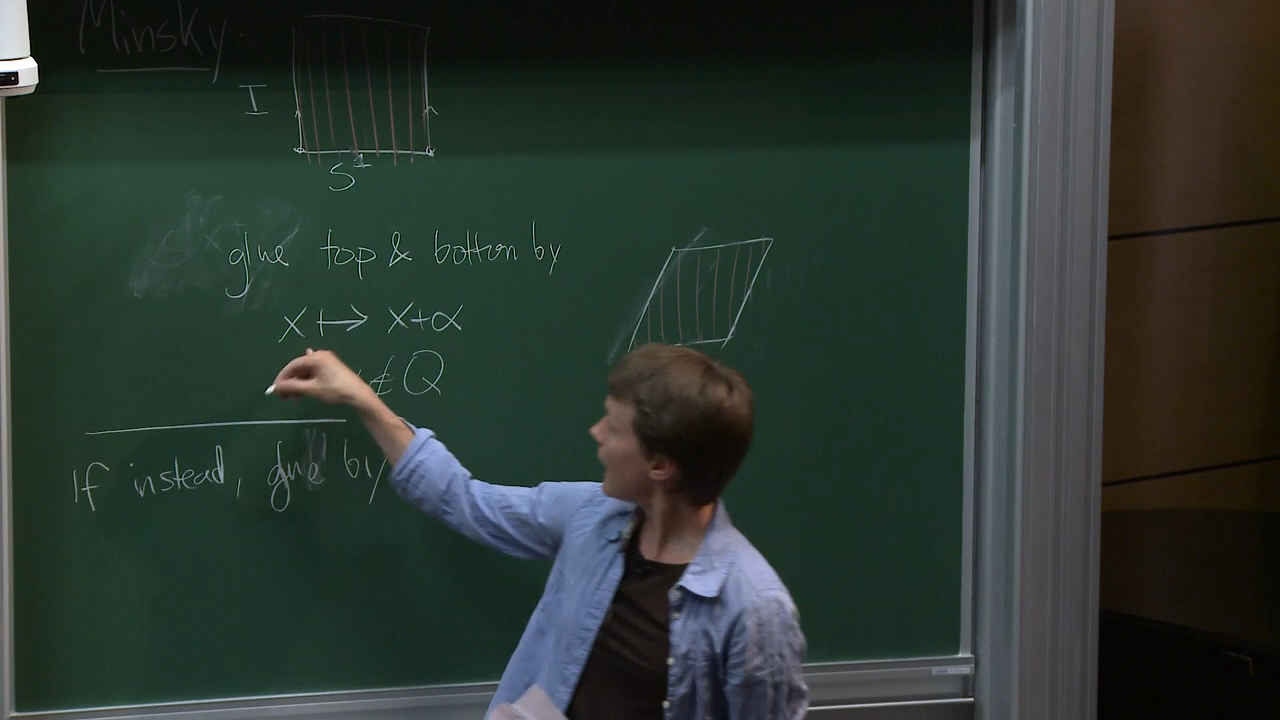 Minsky.
I
S¹
glue top & bottom by
x ↦ x+α
∉ Q
If instead, glue by